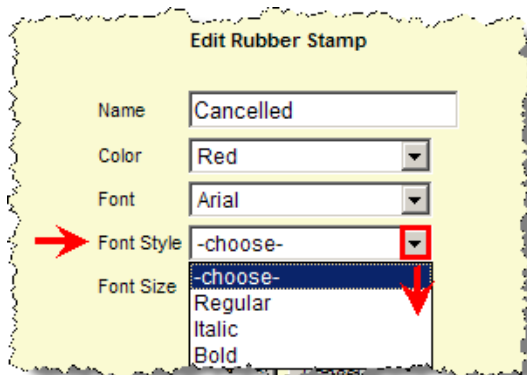 Edit Rubber Stamp
Name Cancelled
Color Red
Font Arial
Font Style -choose-
Font Size -choose-
Regular
Italic
Bold